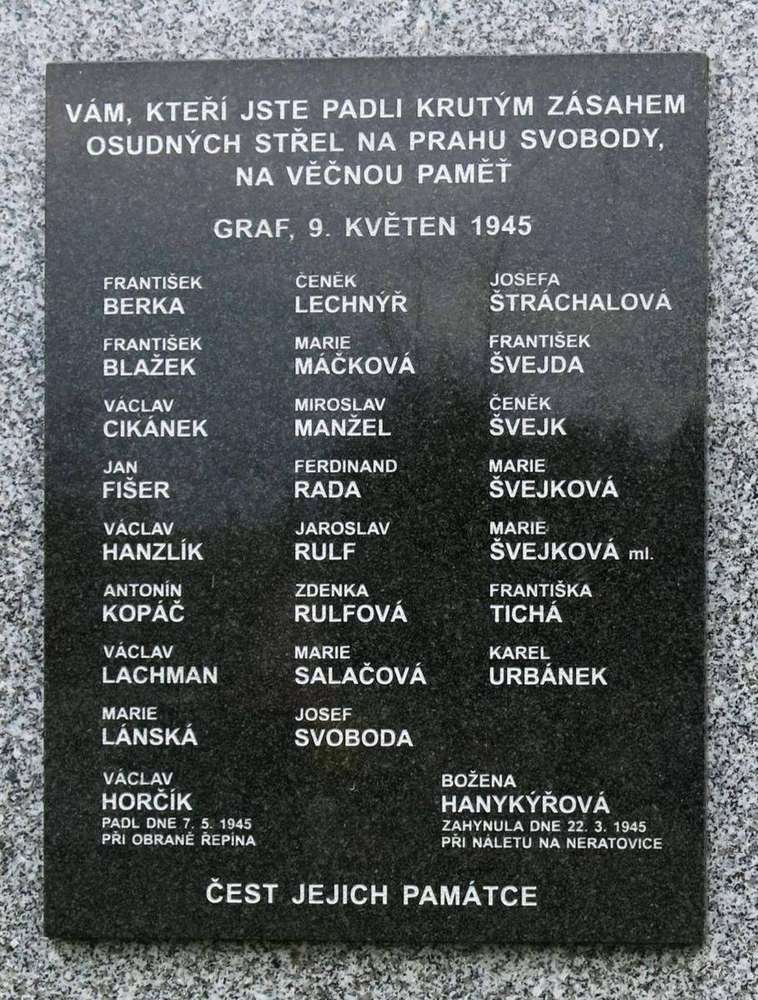 VÁM, KTEŘÍ JSTE PADLI KRUTÝM ZÁSAHEM
OSUDNÝCH STŘEL NA PRAHU SVOBODY,
NA VĚČNOU PAMĚŤ
GRAF, 9. KVĚTEN 1945
FRANTIŠEK
BERKA
FRANTIŠEK
BLAŽEK
VÁCLAV
CIKÁNEK
JAN
FIŠER
VÁCLAV
HANZLÍK
ANTONÍN
KOPÁČ
VÁCLAV
LACHMAN
MARIE
LÁNSKÁ
ČENĚK
LECHNÝŘ
MARIE
MÁČKOVÁ
MIROSLAV
MANŽEL
FERDINAND
RADA
JAROSLAV
RULF
ZDENKA
RULFOVÁ
MARIE
SALAČOVÁ
JOSEF
SVOBODA
JOSEFA
ŠTRÁCHALOVÁ
FRANTIŠEK
ŠVEJDA
ČENĚK
ŠVEJK
MARIE
ŠVEJKOVÁ
MARIE
ŠVEJKOVÁ ml.
FRANTIŠKA
TICHÁ
KAREL
URBÁNEK
VÁCLAV
HORČÍK
PADL DNE 7. 5. 1945
PŘI OBRANĚ ŘEPÍNA
BOŽENA
HANYKÝŘOVÁ
ZAHYNULA DNE 22. 3. 1945
PŘI NÁLETU NA NERATOVICE
ČEST JEJICH PAMÁTCE